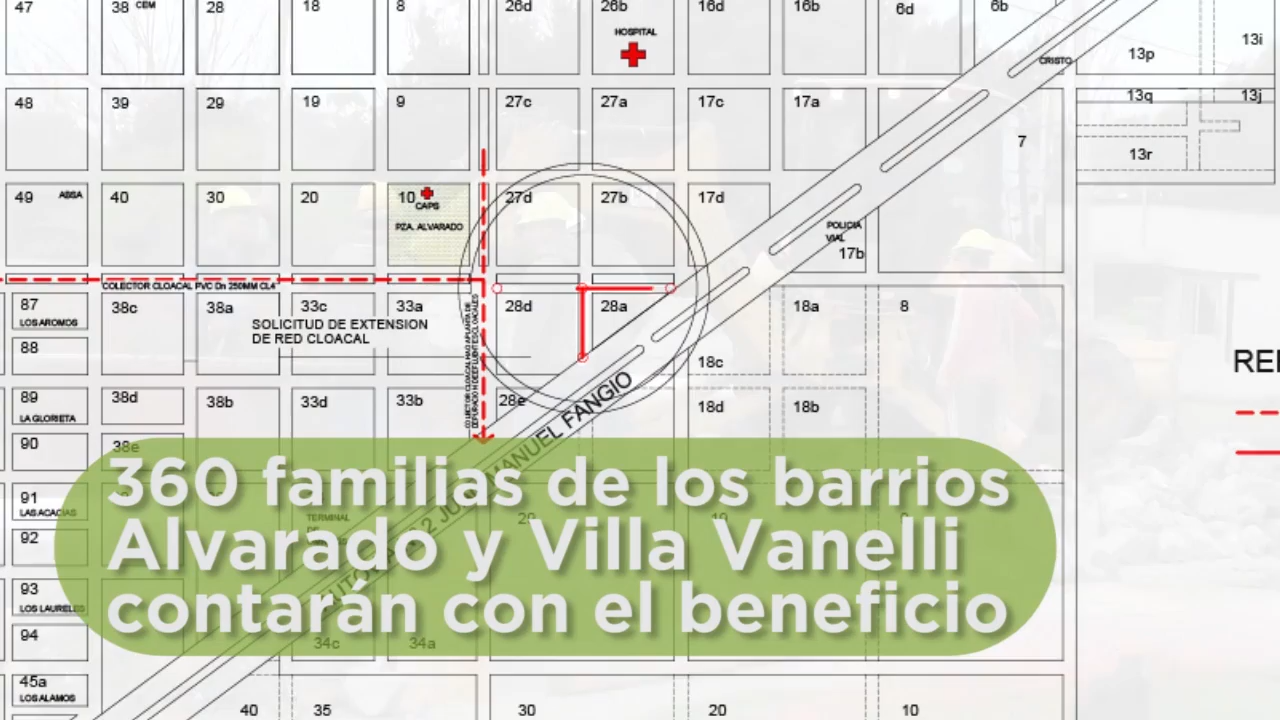 47
38
CEM
28
18
8
26d
26b
16d
16b
6d
6b
HOSPITAL
CRISTO
13p
13i
48
39
29
19
9
27c
27a
17c
17a
7
13q
13j
13r
49
ABSA
40
30
20
10
CAPS
PZA. ALVARADO
27d
27b
17d
POLICIA
VIAL
17b
COLECTOR CLOACAL PVC Dn 250MM CL4
87
LOS AROMOS
38c
38a
33c
33a
28d
28a
18a
8
SOLICITUD DE EXTENSION
DE RED CLOACAL
88
18c
REI
89
LA GLORIETA
38d
38b
33d
33b
28e
18d
18b
MANUEL FANGIO
90
38e
360 familias de los barrios
Alvarado y Villa Vanelli
contarán con el beneficio
91
LAS ACACIAS
TERMINAL
29
19
92
93
LOS LAURELES
94
34c
34a
45a
LOS ALAMOS
40
35
30
20
10